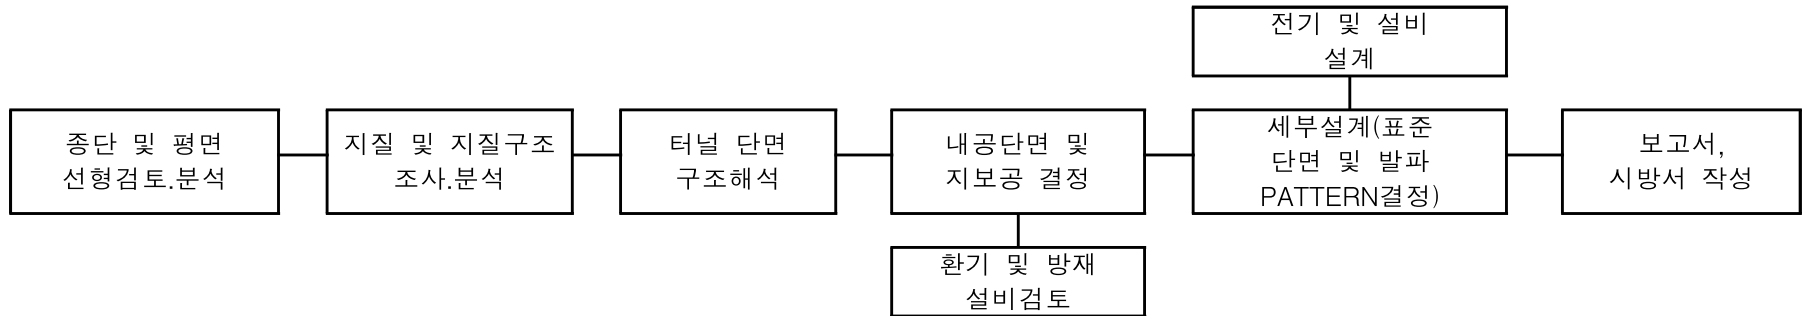 전기 및 설비
설계
종단 및 평면
선형검토.분석
지질 및 지질구조
조사.분석
터널 단면
구조해석
내공단면 및
지보공 결정
세부설계(표준
단면 및 발파
PATTERN결정)
보고서,
시방서 작성
환기 및 방재
설비검토